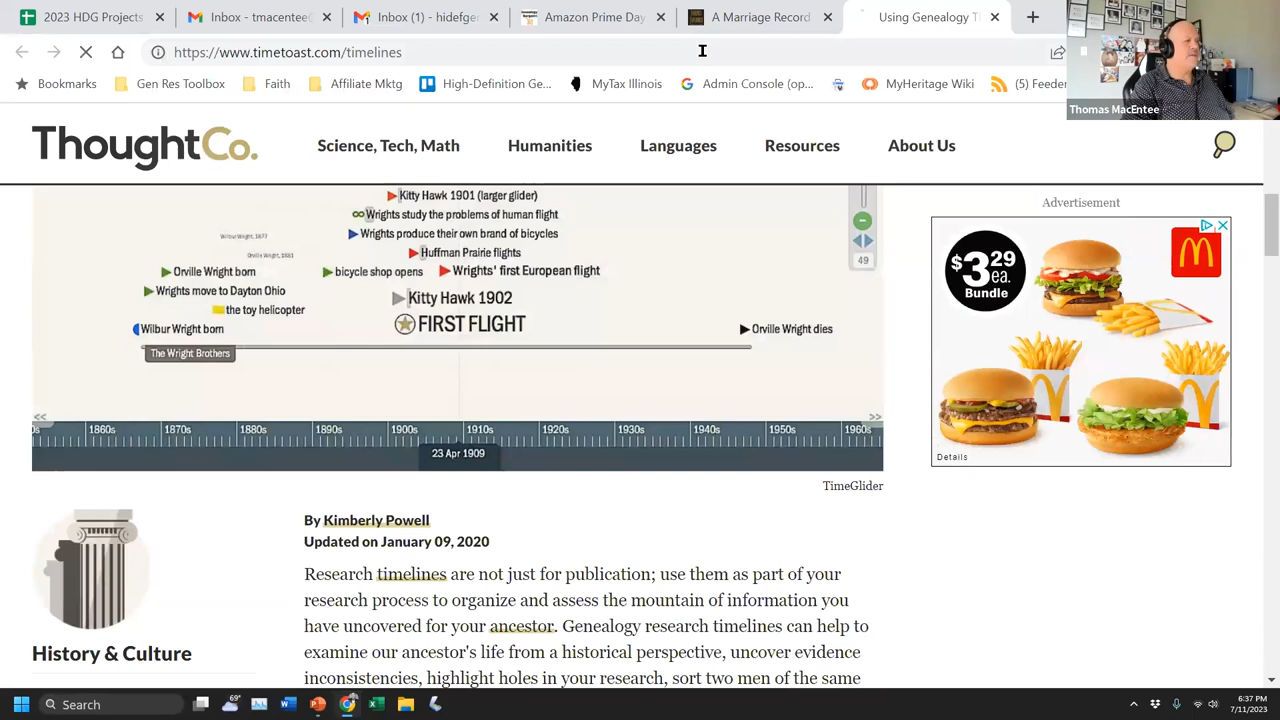 2023 HDG Projects
Inbox - tmacentee
Inbox (1) hidefger
Amazon Prime Day
A Marriage Record
Using Genealogy T
https://www.timetoast.com/timelines
Bookmarks
Gen Res Toolbox
Faith
Affiliate Mktg
High-Definition Ge...
MyTax Illinois
Admin Console (op...
MyHeritage Wiki
(5) Feeder
Thomas MacEntee
ThoughtCo.
Science, Tech, Math
Humanities
Languages
Resources
About Us
Kitty Hawk 1901 (larger glider)
Wrights study the problems of human flight
Wilbur Wright, 1877
Wrights produce their own brand of bicycles
Orville Wright, 1881
Huffman Prairie flights
Orville Wright born
bicycle shop opens
Wrights' first European flight
Wrights move to Dayton Ohio
Kitty Hawk 1902
the toy helicopter
FIRST FLIGHT
Wilbur Wright born
Orville Wright dies
The Wright Brothers
49
<<
>>
0s
1860s
1870s
1880s
1890s
1900s
1910s
1920s
1930s
1940s
1950s
1960s
23 Apr 1909
TimeGlider
Advertisement
$3.29
ea.
Bundle
Details
By Kimberly Powell
Updated on January 09, 2020
Research timelines are not just for publication; use them as part of your
research process to organize and assess the mountain of information you
have uncovered for your ancestor. Genealogy research timelines can help to
examine our ancestor's life from a historical perspective, uncover evidence
inconsistencies, highlight holes in your research, sort two men of the same
History & Culture
Search
69°
6:37 PM
7/11/2023